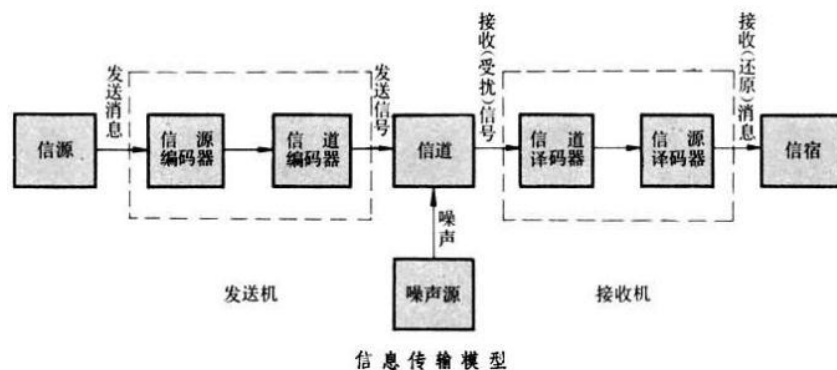 发送消息
发送信号
接收(受扰)信号
接收(还原)消息
信源
信 源
编码器
信 道
编码器
信道
信 道
译码器
信 源
译码器
信宿
噪声
发送机
噪声源
接收机
信息传输模型